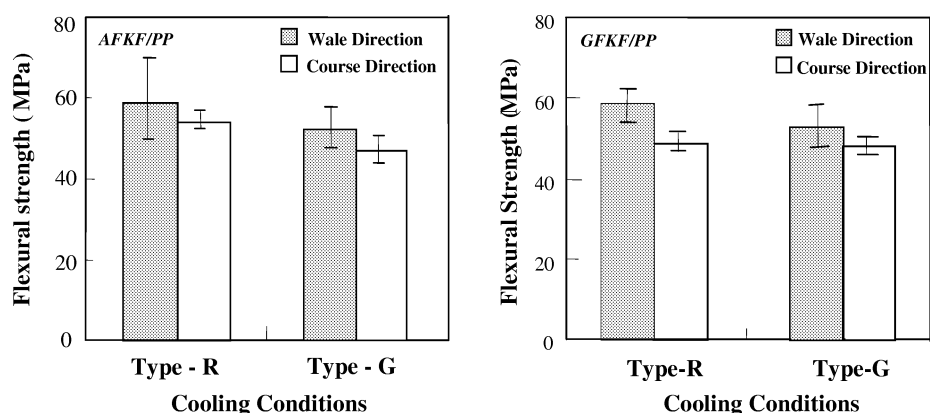 80
60
40
20
0
Flexural strength ( MPa)
AFKF/PP
Wale Direction
Course Direction
Type - R
Type - G
Cooling Conditions
80
60
40
20
0
Flexural Strength (MPa)
GFKF/PP
Wale Direction
Course Direction
Type-R
Type-G
Cooling Conditions